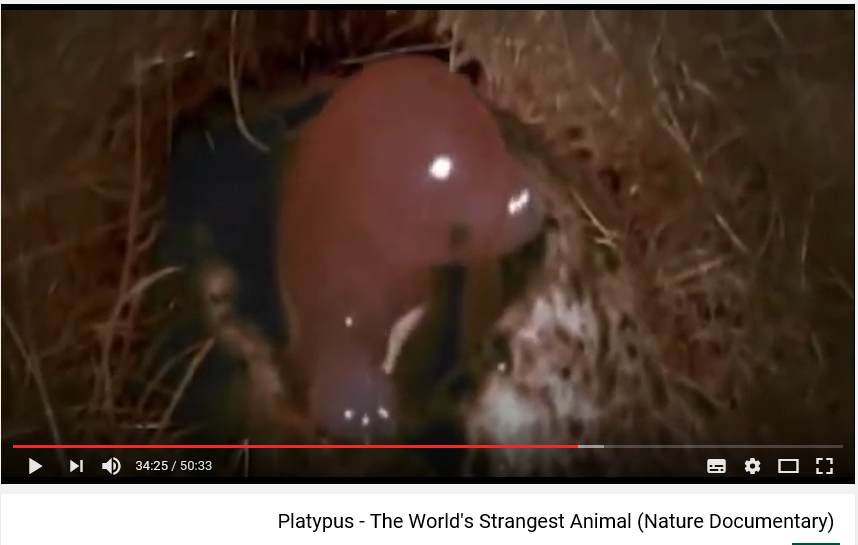 34:25 / 50:33
Platypus - The World's Strangest Animal (Nature Documentary)